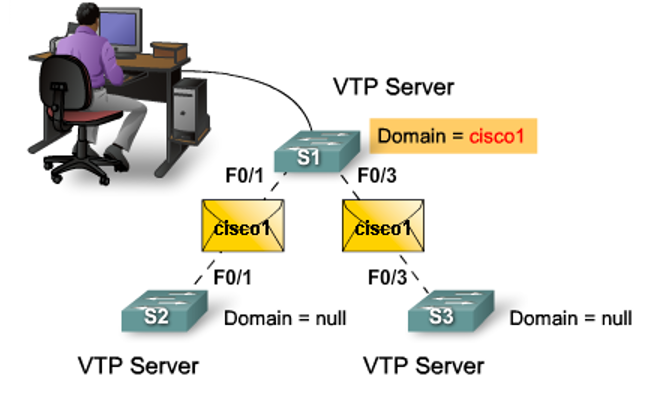 VTP Server
Domain = cisco1
S1
F0/1
F0/3
cisco1
cisco1
F0/1
F0/3
S2
Domain = null
S3
Domain = null
VTP Server
VTP Server